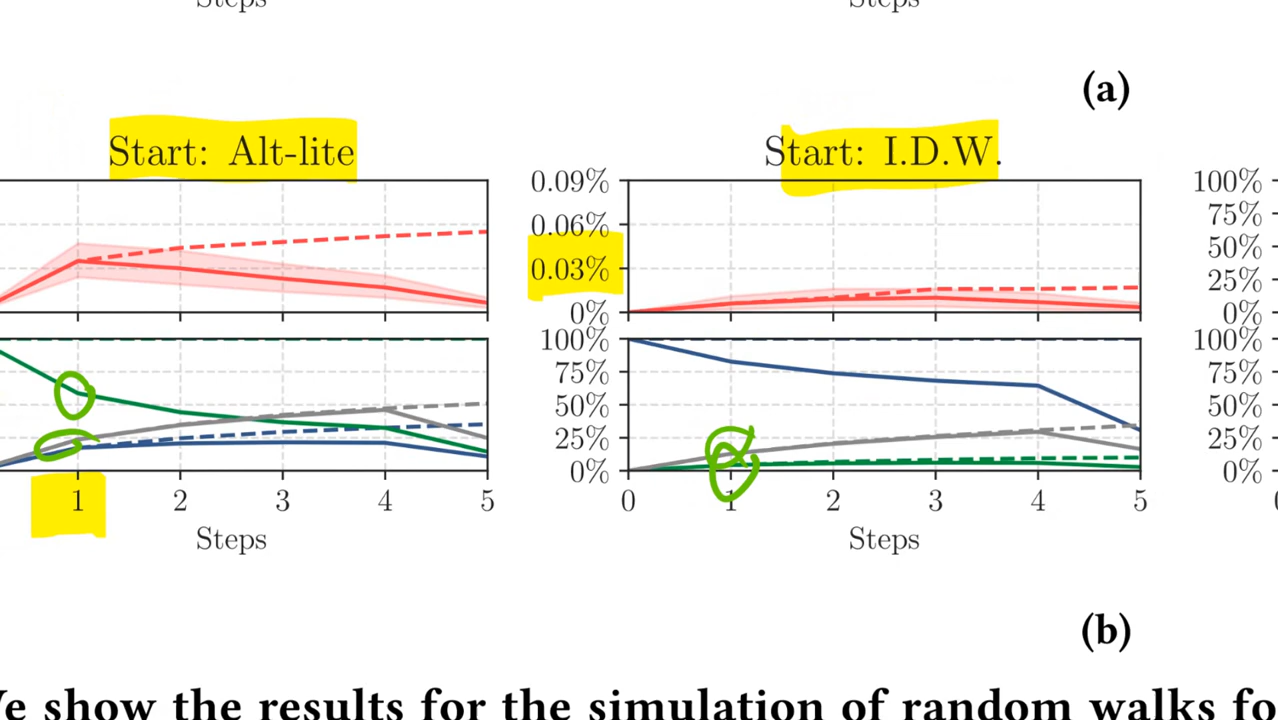 Steps Steps
(a)
Start: Alt-lite Start: I.D.W.
0.09% 100%
75%
0.06%
50%
0.03% 25%
0% 0%
100% 100%
75% 75%
50% 50%
25% 25%
0% 0%
1 2 3 4 5 0 1 2 3 4 5
Steps Steps
(b)
We show the results for the simulation of random walks fo